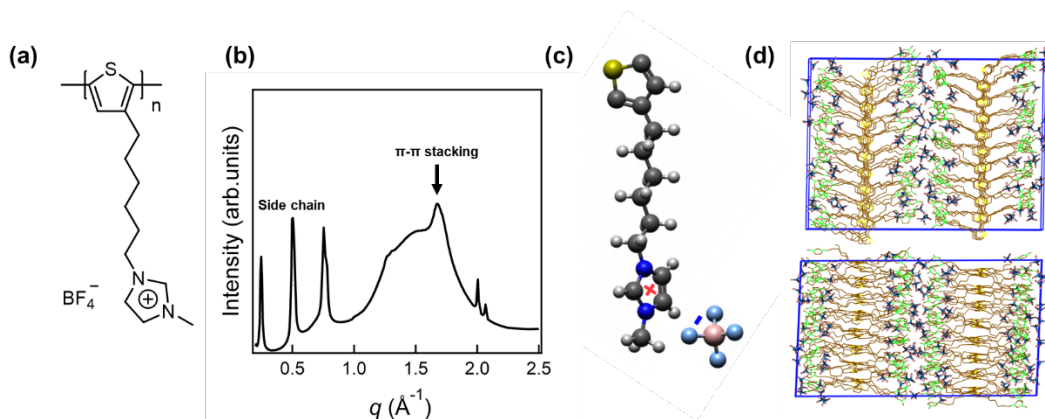 (a)
S
n
BF4−
N
+
N
(b)
Intensity (arb.units)
Side chain
π-π stacking
0.5 1.0 1.5 2.0 2.5
q (Å-1)
(c)
+
-
(d)